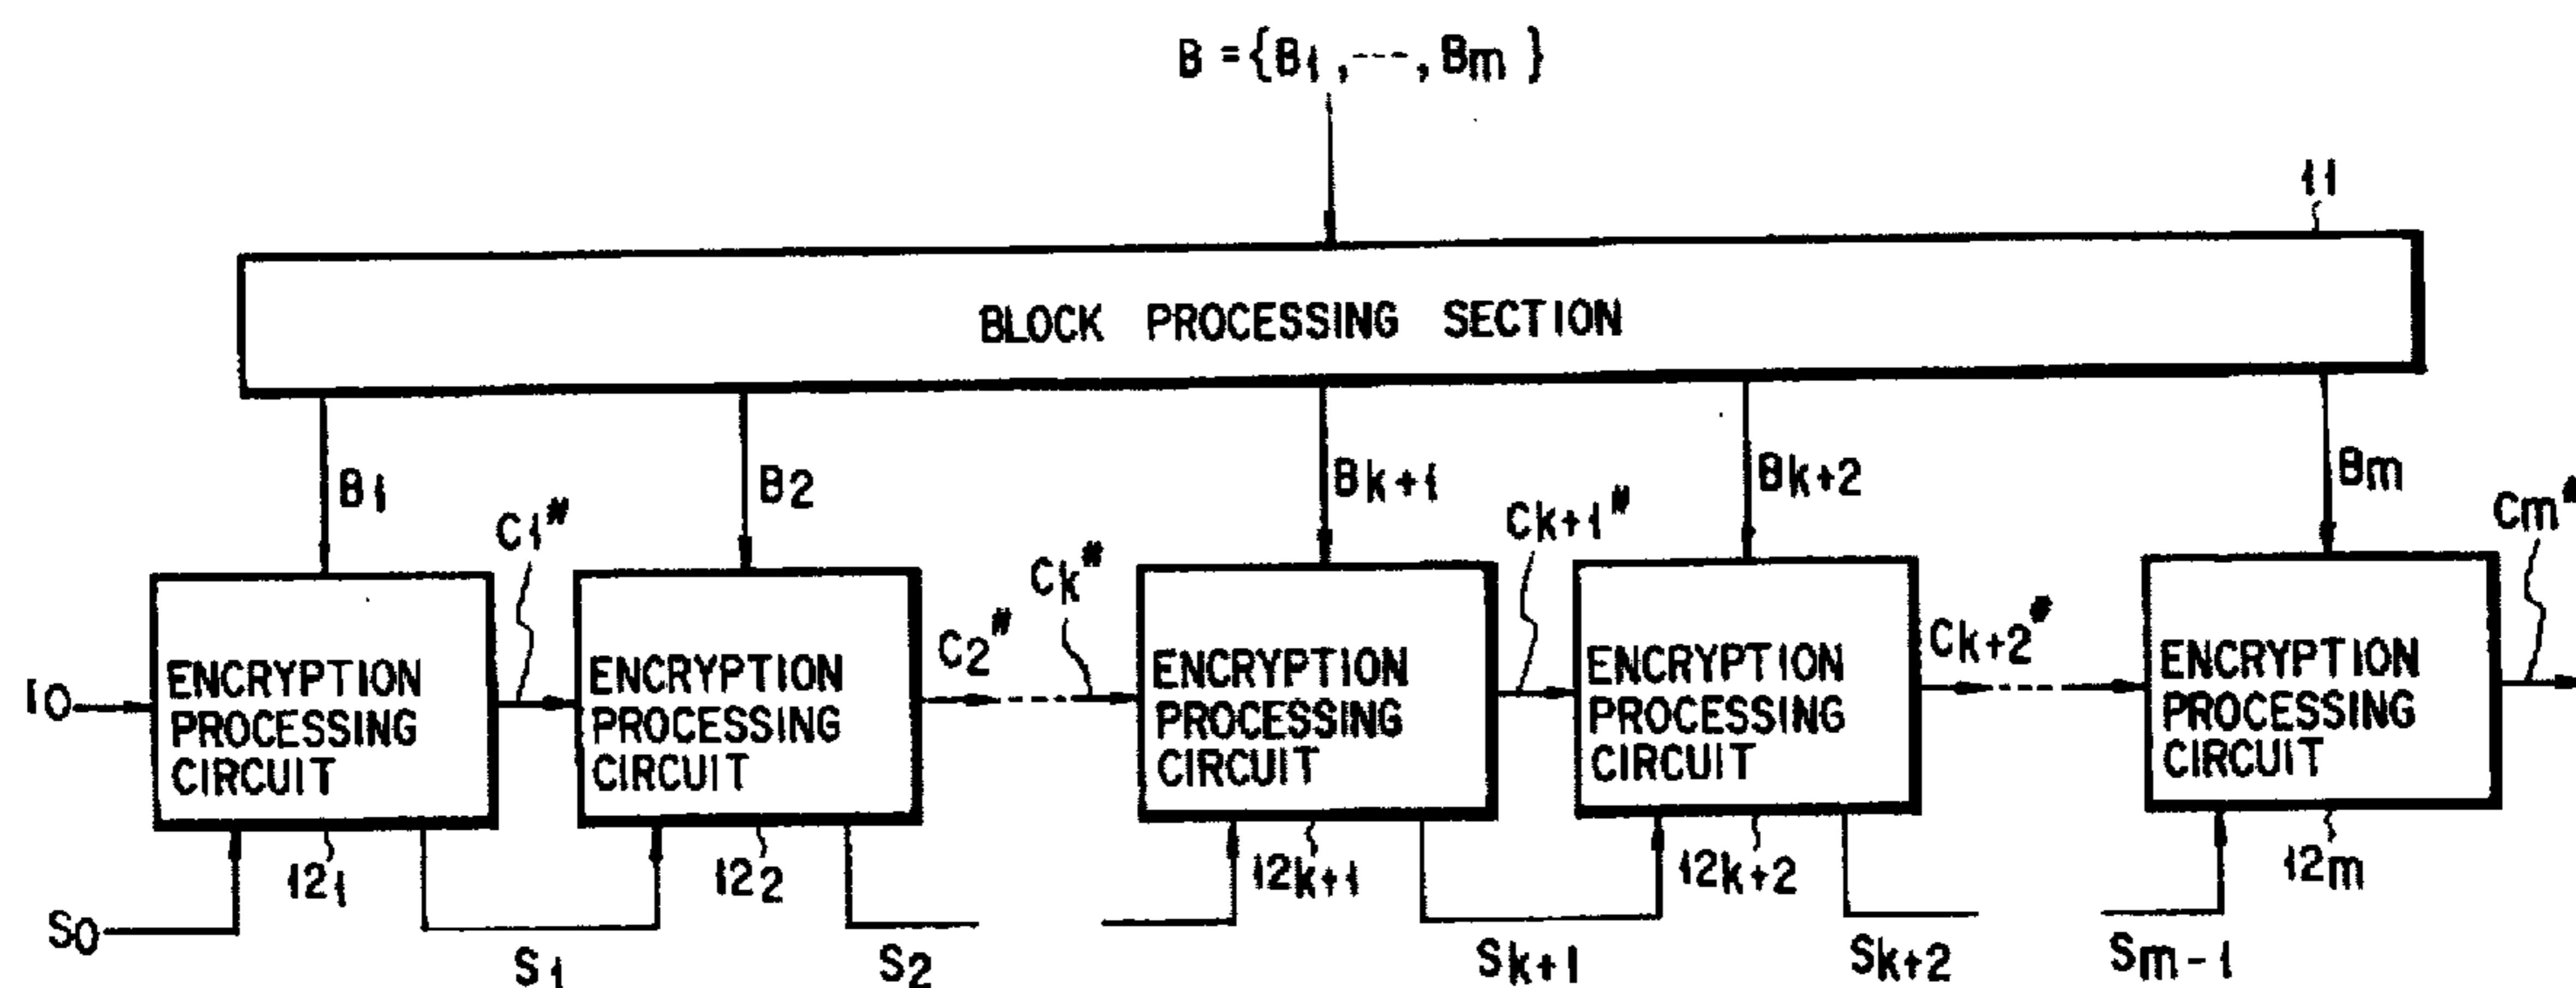 B = {B1, ---, Bm }
11
BLOCK PROCESSING SECTION
B1
B2
Bk+1
Bk+2
Bm
C1#
C2#
Ck#
Ck+1#
Ck+2#
Cm#
I0
ENCRYPTION
PROCESSING
CIRCUIT
ENCRYPTION
PROCESSING
CIRCUIT
ENCRYPTION
PROCESSING
CIRCUIT
ENCRYPTION
PROCESSING
CIRCUIT
ENCRYPTION
PROCESSING
CIRCUIT
121
122
12k+1
12k+2
12m
S0
S1
S2
Sk+1
Sk+2
Sm-1